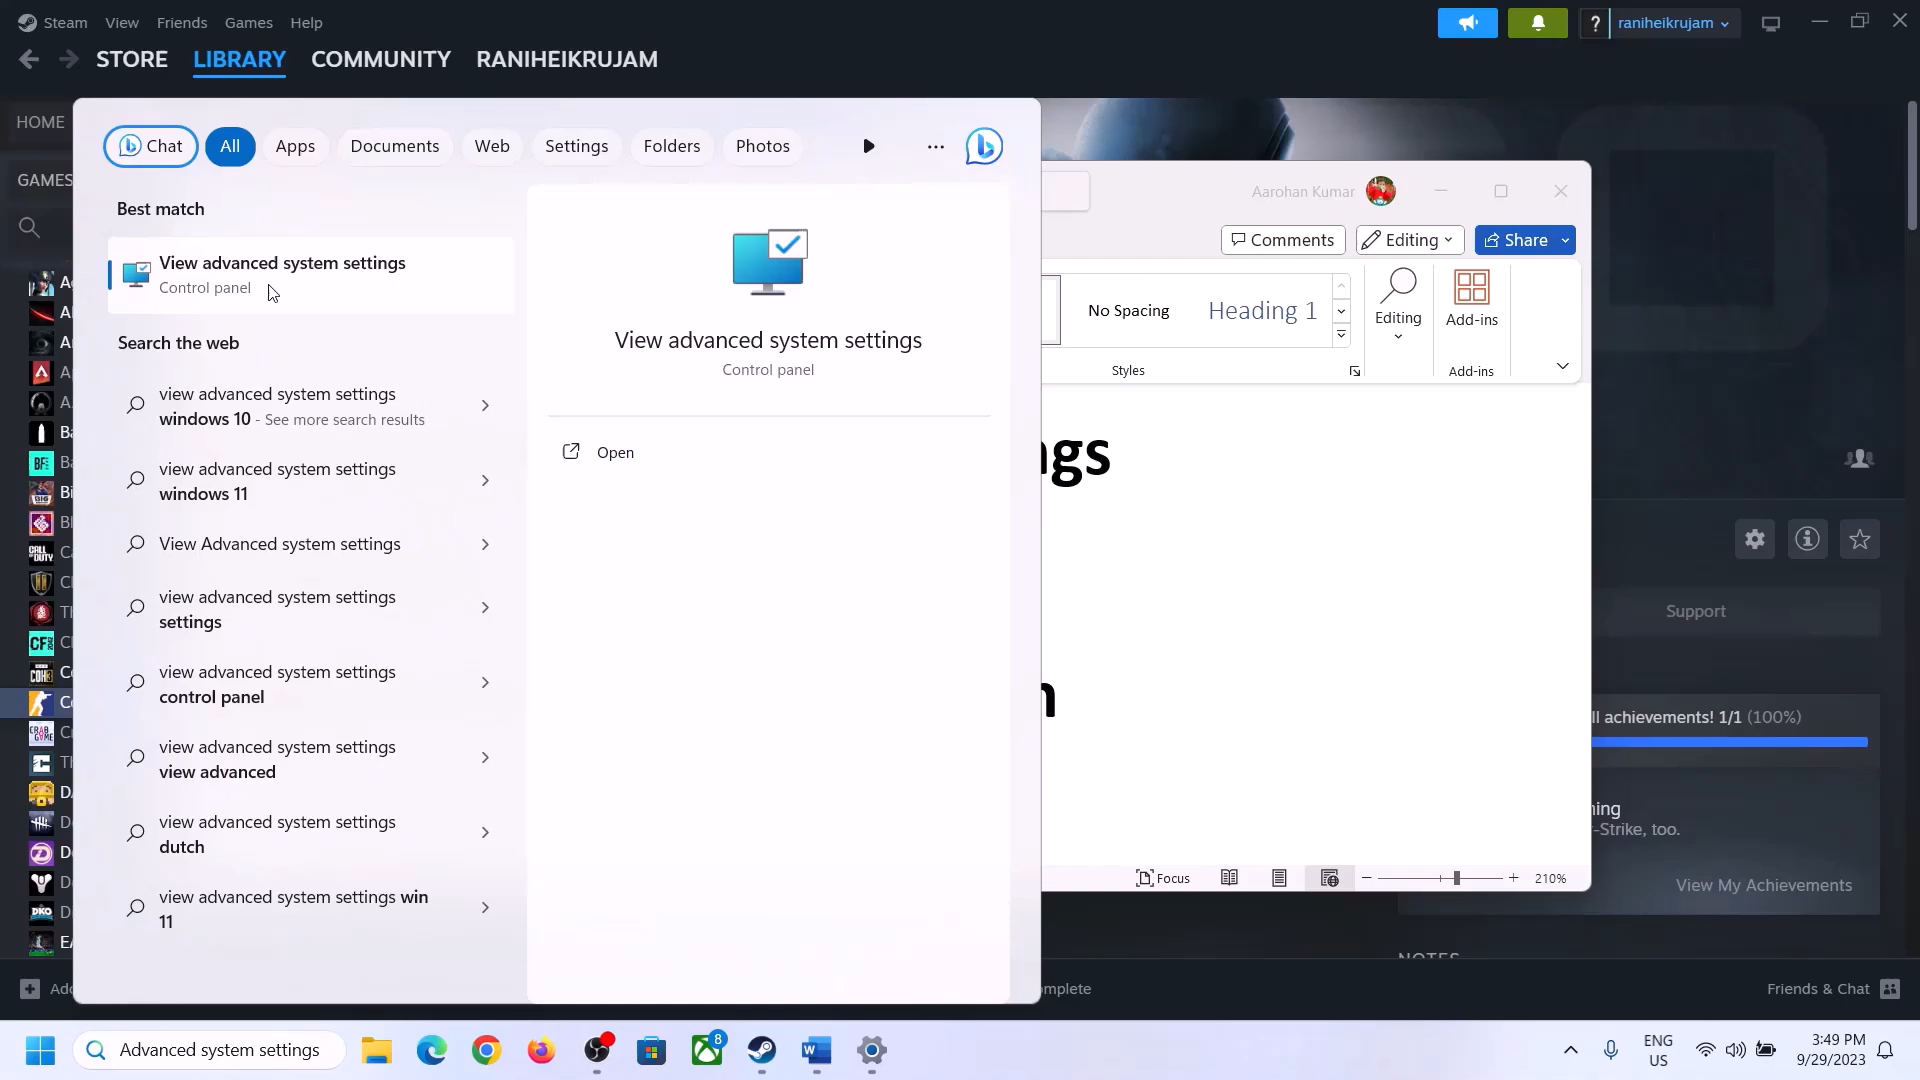 Steam View Friends Games Help
? raniheikrujam
STORE LIBRARY COMMUNITY RANIHEIKRUJAM
HOME
GAMES
Chat All Apps Documents Web Settings Folders Photos
Best match
View advanced system settings
Control panel
Search the web
view advanced system settings
windows 10 - See more search results
view advanced system settings
windows 11
View Advanced system settings
view advanced system settings
settings
view advanced system settings
control panel
view advanced system settings
view advanced
view advanced system settings
dutch
view advanced system settings win
11
View advanced system settings
Control panel
Open
Aarohan Kumar
Comments Editing Share
No Spacing Heading 1
Editing
Add-ins
Styles
Add-ins
ngs
n
Focus
210%
Support
ll achievements! 1/1 (100%)
ning
-Strike, too.
View My Achievements
NOTES
Add
mplete
Friends & Chat
Advanced system settings
8
ENG
US
3:49 PM
9/29/2023